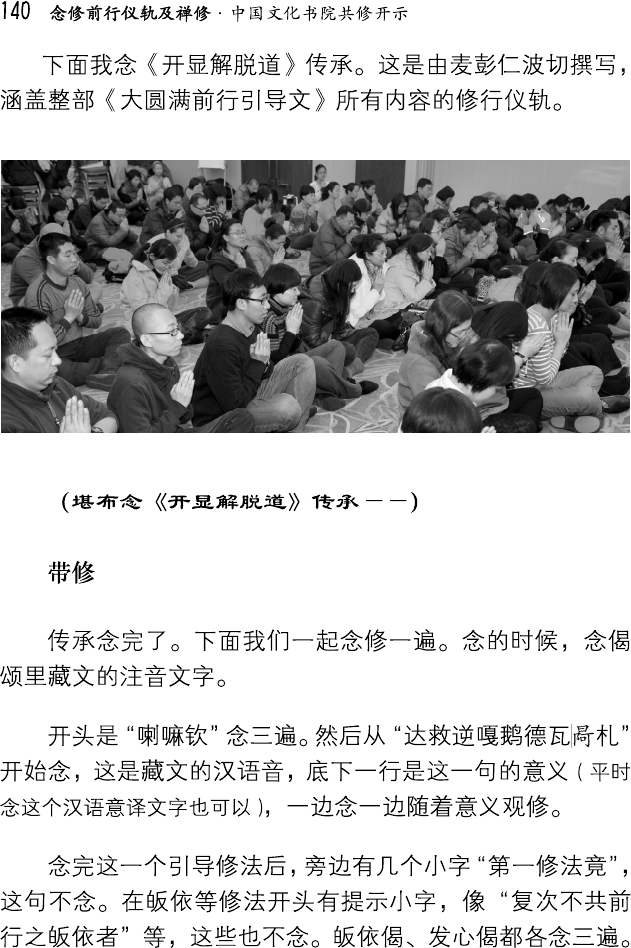 140 念修前行仪轨及禅修·中国文化书院共修开示
下面我念《开显解脱道》传承。这是由麦彭仁波切撰写，
涵盖整部《大圆满前行引导文》所有内容的修行仪轨。
（堪布念《开显解脱道》传承－－）
带修
传承念完了。下面我们一起念修一遍。念的时候，念偈
颂里藏文的注音文字。
开头是“喇嘛钦”念三遍。然后从“达救逆嘎鹅德瓦哷札”
开始念，这是藏文的汉语音，底下一行是这一句的意义（平时
念这个汉语意译文字也可以），一边念一边随着意义观修。
念完这一个引导修法后，旁边有几个小字“第一修法竟”，
这句不念。在皈依等修法开头有提示小字，像“复次不共前
行之皈依者”等，这些也不念。皈依偈、发心偈都各念三遍。